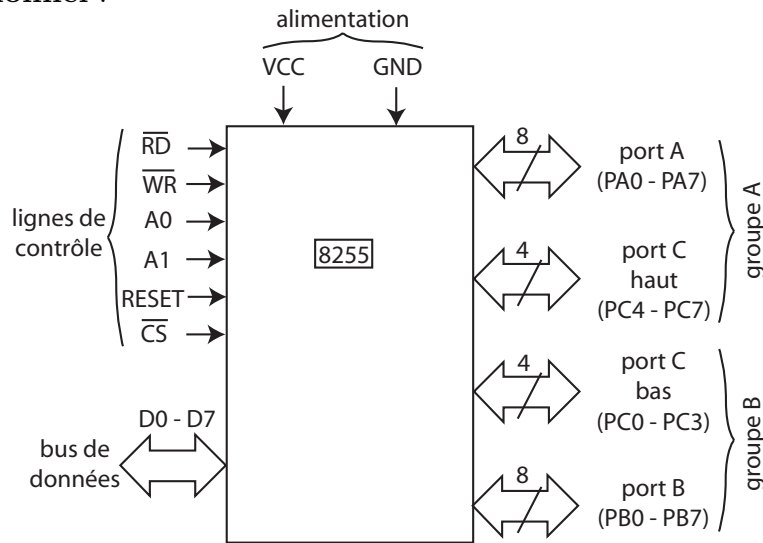 alimentation
VCC GND
RD
WR
A0
A1
RESET
CS
lignes de
contrôle
8255
D0 - D7
bus de
données
8
port A
(PA0 - PA7)
4
port C
haut
(PC4 - PC7)
groupe A
4
port C
bas
(PC0 - PC3)
8
port B
(PB0 - PB7)
groupe B